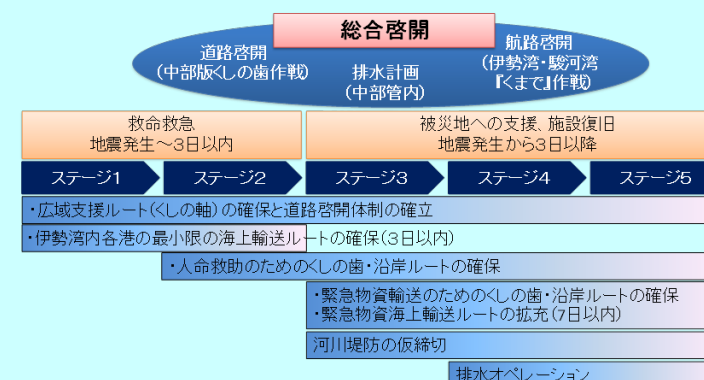 総合啓開
道路啓開
(中部版くしの歯作戦)
排水計画
(中部管内)
航路啓開
(伊勢湾・駿河湾
『くまで』作戦)
救命救急
地震発生～3日以内
被災地への支援、施設復旧
地震発生から3日以降
ステージ1
ステージ2
ステージ3
ステージ4
ステージ5
・広域支援ルート(くしの軸)の確保と道路啓開体制の確立
・伊勢湾内各港の最小限の海上輸送ルートの確保(3日以内)
・人命救助のためのくしの歯・沿岸ルートの確保
・緊急物資輸送のためのくしの歯・沿岸ルートの確保
・緊急物資海上輸送ルートの拡充(7日以内)
河川堤防の仮締切
排水オペレーション